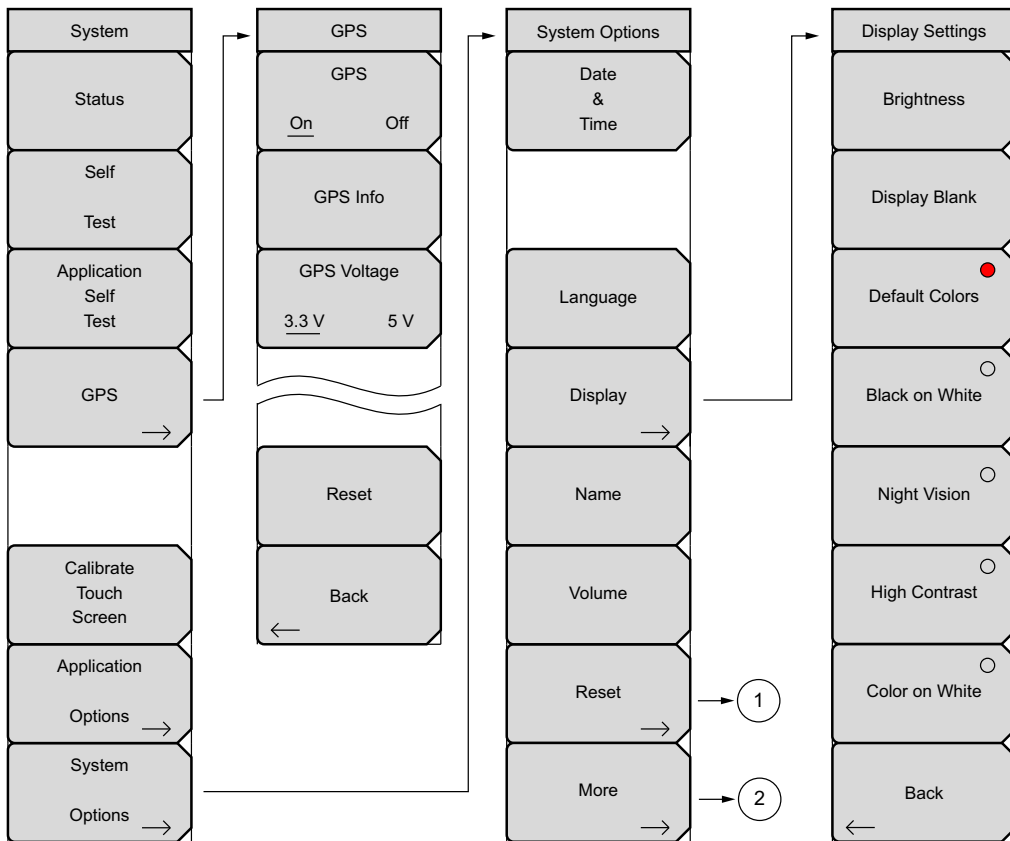 System
Status
Self
Test
Application
Self
Test
GPS
Calibrate
Touch
Screen
Application
Options
System
Options
GPS
GPS
On Off
GPS Info
GPS Voltage
3.3 V 5 V
Reset
Back
System Options
Date
&
Time
Language
Display
Name
Volume
Reset
1
More
2
Display Settings
Brightness
Display Blank
Default Colors
Black on White
Night Vision
High Contrast
Color on White
Back